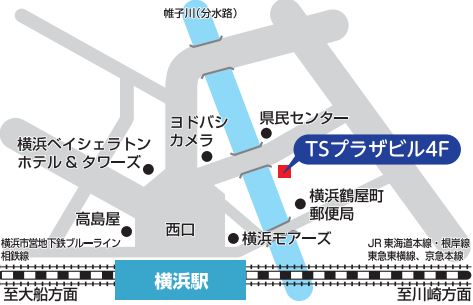 帷子川(分水路)
ヨドバシ
カメラ
県民センター
TSプラザビル4F
横浜ベイシェラトン
ホテル & タワーズ
横浜鶴屋町
郵便局
高島屋
西口
横浜モアーズ
横浜市営地下鉄ブルーライン
相鉄線
JR 東海道本線・根岸線
東急東横線、京急本線
横浜駅
至大船方面
至川崎方面